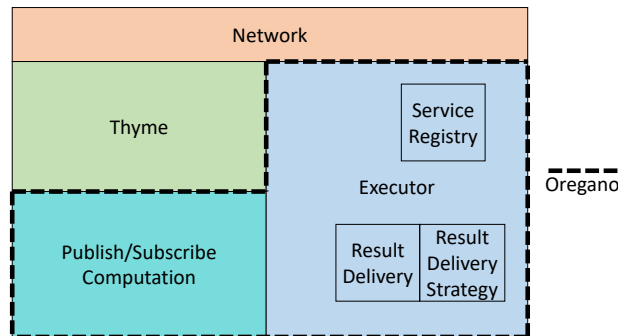 Network
Thyme
Service
Registry
Executor
Oregano
Publish/Subscribe
Computation
Result
Delivery
Result
Delivery
Strategy